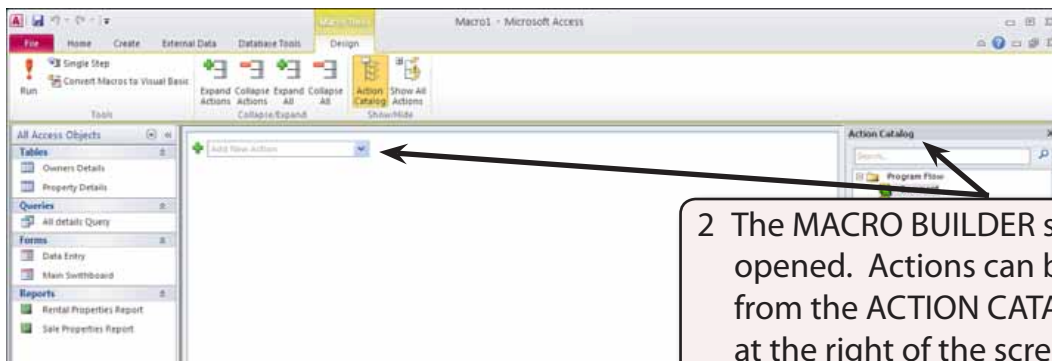 Macro Tools
Macro1 - Microsoft Access
File Home Create External Data Database Tools Design
Run
Single Step
Convert Macros to Visual Basic
Expand Actions
Collapse Actions
Expand All
Collapse All
Action Catalog
Show All Actions
Tools
Collapse/Expand
Show/Hide
All Access Objects
Tables
Owners Details
Property Details
Queries
All details Query
Forms
Data Entry
Main Swithboard
Reports
Rental Properties Report
Sale Properties Report
Add New Action
Action Catalog
Search...
Program Flow
2 The MACRO BUILDER s
opened. Actions can b
from the ACTION CATA
at the right of the scre